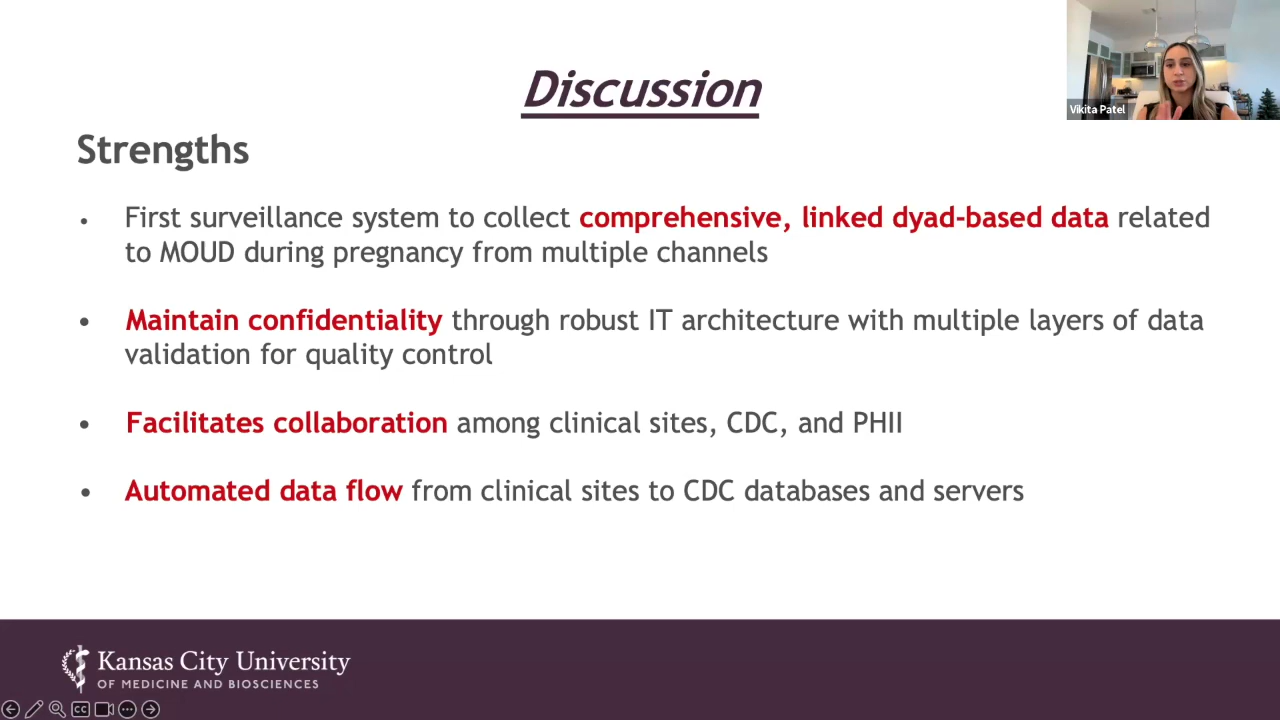 Discussion
Vikita Patel
Strengths
• First surveillance system to collect comprehensive, linked dyad-based data related
to MOUD during pregnancy from multiple channels
• Maintain confidentiality through robust IT architecture with multiple layers of data
validation for quality control
• Facilitates collaboration among clinical sites, CDC, and PHII
• Automated data flow from clinical sites to CDC databases and servers
Kansas City University
OF MEDICINE AND BIOSCIENCES
CC